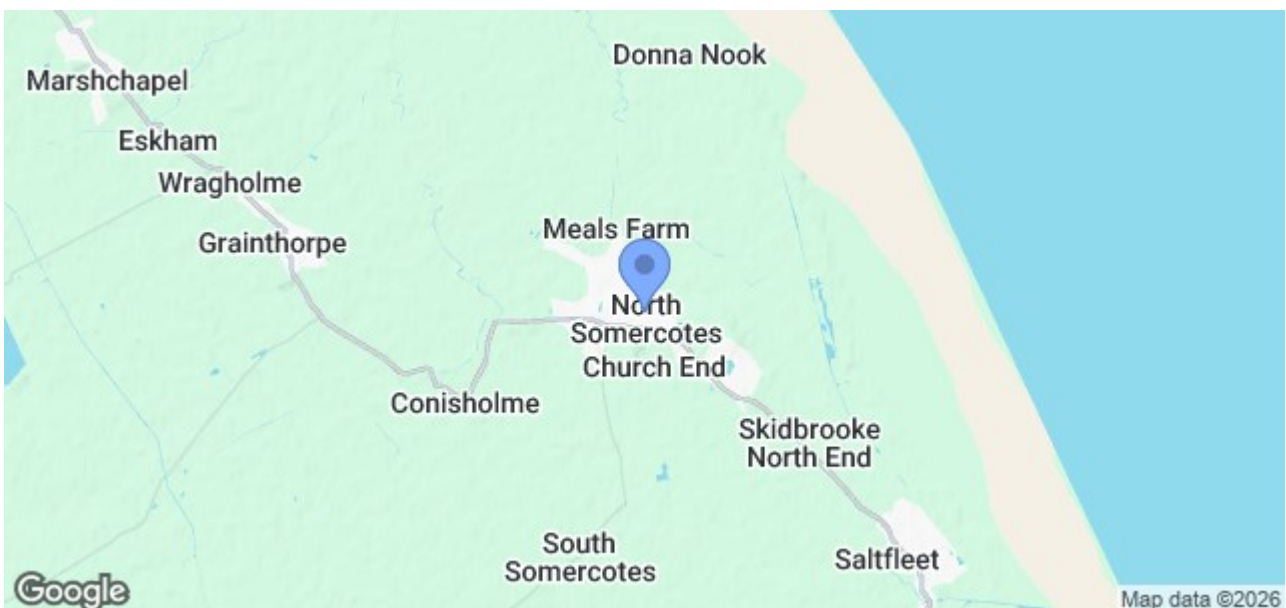 Donna Nook
Marshchapel
Eskham
Wragholme
Meals Farm
Grainthorpe
North
Somercotes
Church End
Conisholme
Skidbrooke
North End
South
Somercotes
Saltfleet
Google
Map data ©2026